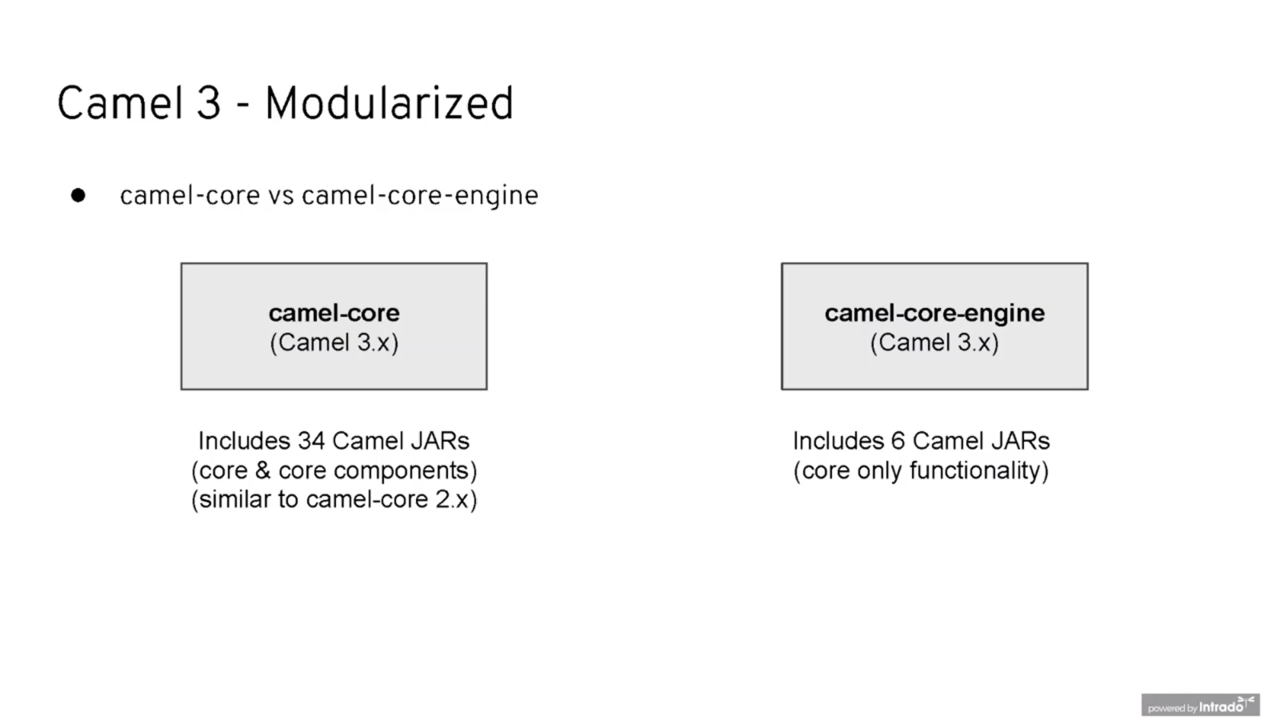 Camel 3 - Modularized
● camel-core vs camel-core-engine
camel-core
(Camel 3.x)
camel-core-engine
(Camel 3.x)
Includes 34 Camel JARs
(core & core components)
(similar to camel-core 2.x)
Includes 6 Camel JARs
(core only functionality)
powered by Intrado